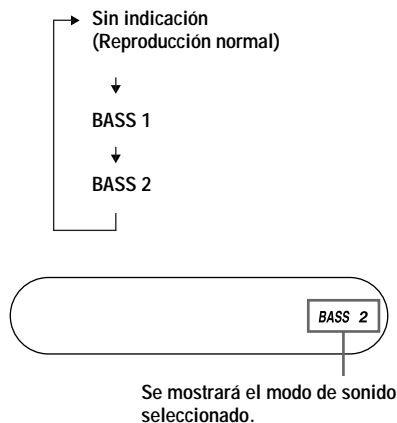 Sin indicación
(Reproducción normal)
BASS 1
BASS 2
BASS 2
Se mostrará el modo de sonido
seleccionado.